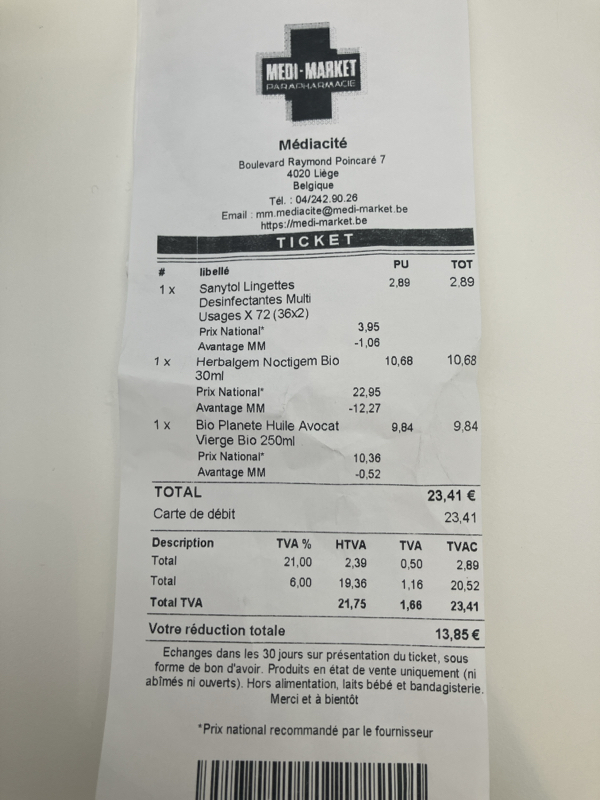 MEDI-MARKET
PARAPHARMACIE
Médiacité
Boulevard Raymond Poincaré 7
4020 Liége
Belgique
Tél. : 04/242.90.26
Email : mm.mediacite@medi-market.be
https://medi-market.be
TICKET
# libellé PU TOT
1 x Sanytol Lingettes 2,89 2,89
Desinfectantes Multi
Usages X 72 (36x2)
Prix National* 3,95
Avantage MM -1,06
1 x Herbalgem Noctigem Bio 10,68 10,68
30ml
Prix National* 22,95
Avantage MM -12,27
1 x Bio Planete Huile Avocat 9,84 9,84
Vierge Bio 250ml
Prix National* 10,36
Avantage MM -0,52
TOTAL 23,41 €
Carte de débit 23,41
Description TVA % HTVA TVA TVAC
Total 21,00 2,39 0,50 2,89
Total 6,00 19,36 1,16 20,52
Total TVA 21,75 1,66 23,41
Votre réduction totale 13,85 €
Echanges dans les 30 jours sur présentation du ticket, sous
forme de bon d'avoir. Produits en état de vente uniquement (ni
abîmés ni ouverts). Hors alimentation, laits bébé et bandagisterie.
Merci et à bientôt
*Prix national recommandé par le fournisseur